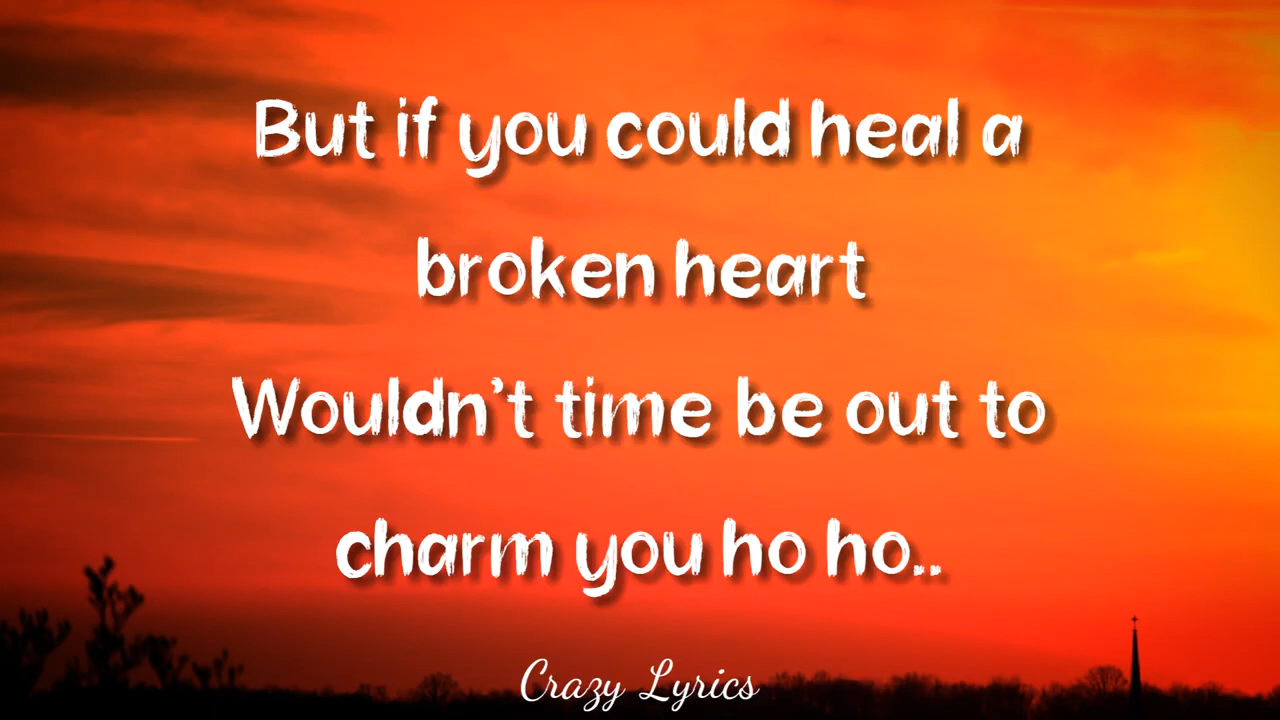 But if you could heal a
broken heart
Wouldn't time be out to
charm you ho ho..
Crazy Lyrics